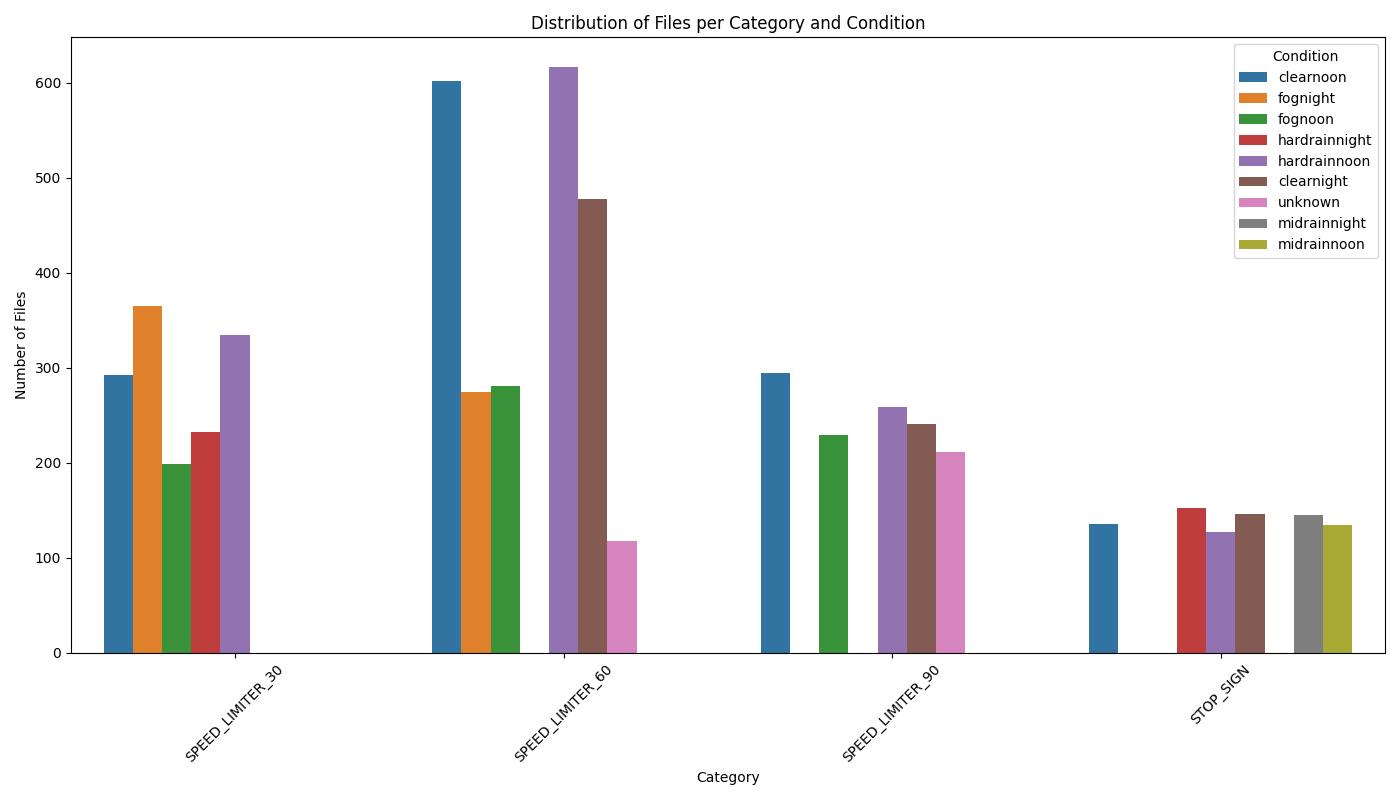 Distribution of Files per Category and Condition
Number of Files
600
500
400
300
200
100
0
Condition
clearnoon
fognight
fognoon
hardrainnight
hardrainnoon
clearnight
unknown
midrainnight
midrainnoon
SPEED_LIMITER_30
SPEED_LIMITER_60
SPEED_LIMITER_90
STOP_SIGN
Category